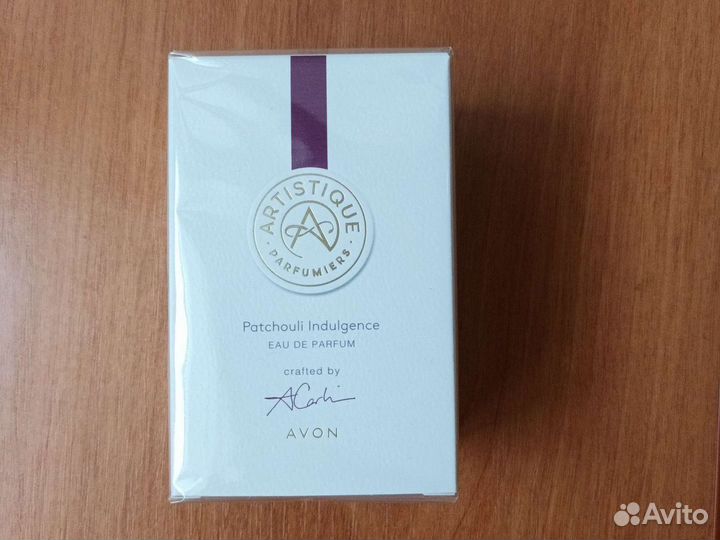 ARTISTIQUE
PARFUMIERS
Patchouli Indulgence
EAU DE PARFUM
crafted by
AVON
Avito